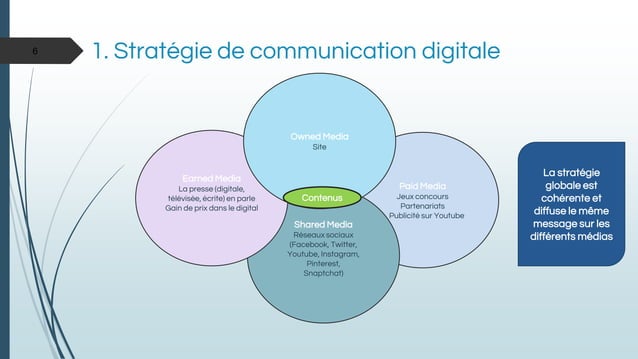 6
1. Stratégie de communication digitale
Owned Media
Site
Earned Media
La presse (digitale,
télévisée, écrite) en parle
Gain de prix dans le digital
Paid Media
Jeux concours
Partenariats
Publicité sur Youtube
Contenus
Shared Media
Réseaux sociaux
(Facebook, Twitter,
Youtube, Instagram,
Pinterest,
Snaptchat)
La stratégie
globale est
cohérente et
diffuse le même
message sur les
différents médias